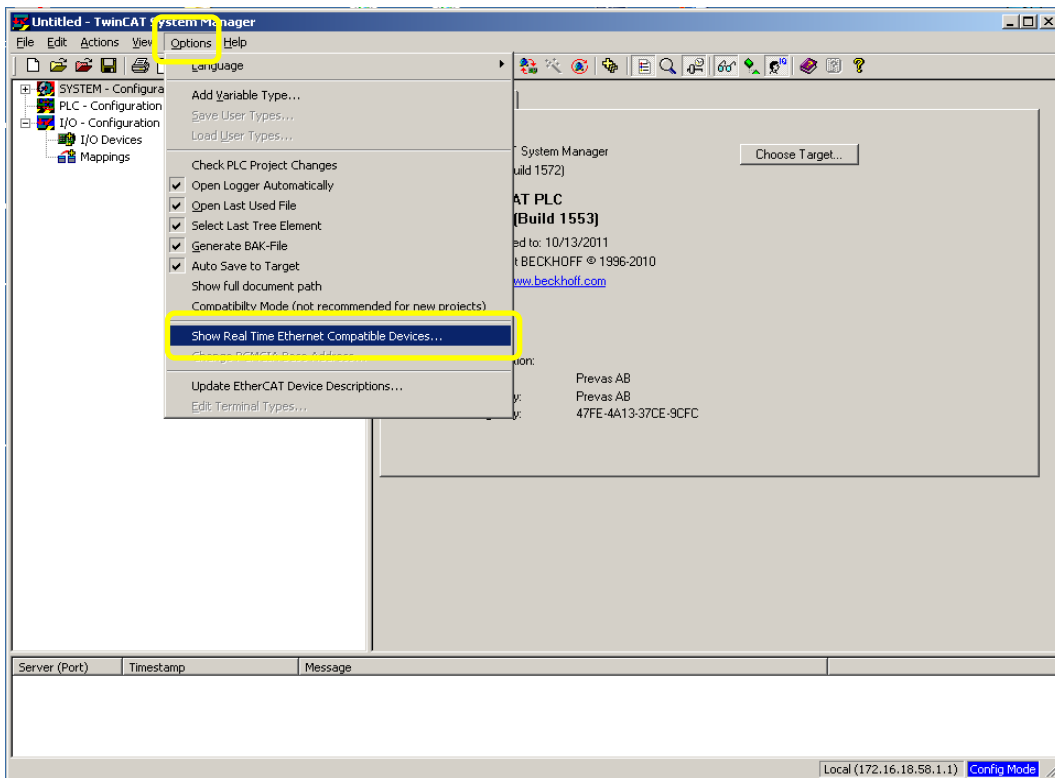 Untitled - TwinCAT System Manager
File Edit Actions View Options Help
Language
SYSTEM - Configura
PLC - Configuration
I/O - Configuration
I/O Devices
Mappings
Add Variable Type...
Save User Types...
Load User Types...
Check PLC Project Changes
Open Logger Automatically
Open Last Used File
Select Last Tree Element
Generate BAK-File
Auto Save to Target
Show full document path
Compatibilty Mode (not recommended for new projects)
Show Real Time Ethernet Compatible Devices...
Change PCMCIA Base Address...
Update EtherCAT Device Descriptions...
Edit Terminal Types...
T System Manager
uild 1572)
Choose Target...
AT PLC
(Build 1553)
ed to: 10/13/2011
t BECKHOFF © 1996-2010
ww.beckhoff.com
tion:
Prevas AB
y: Prevas AB
y: 47FE-4A13-37CE-9CFC
Server (Port) Timestamp Message
Local (172.16.18.58.1.1) Config Mode